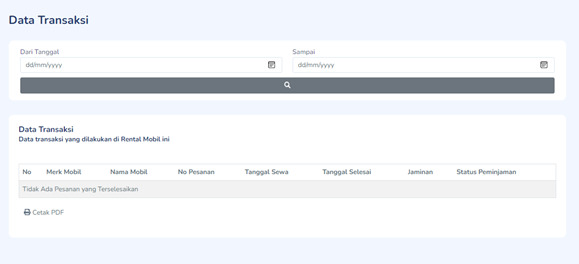 Data Transaksi
Dari Tanggal
Sampai
dd/mm/yyyy
dd/mm/yyyy
Data Transaksi
Data transaksi yang dilakukan di Rental Mobil ini
No Merk Mobil Nama Mobil No Pesanan Tanggal Sewa Tanggal Selesai Jaminan Status Peminjaman
Tidak Ada Pesanan yang Terselesaikan
Cetak PDF